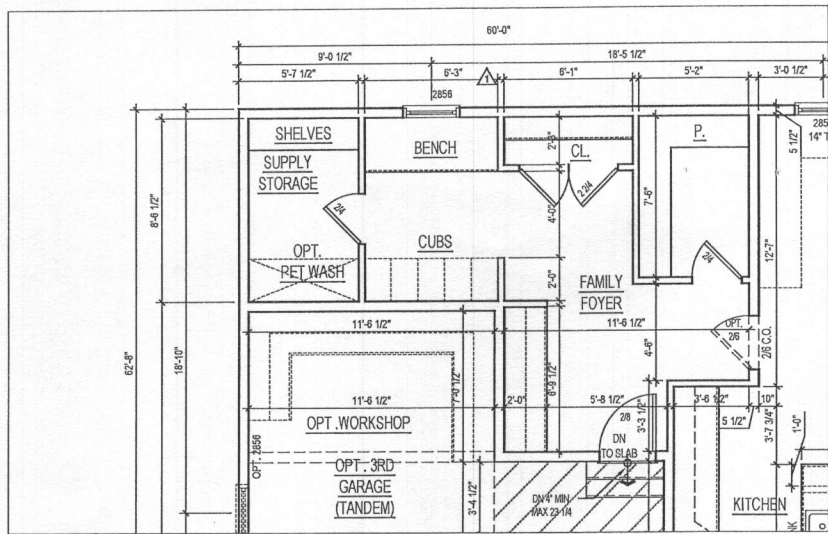 60'-0"
9'-0 1/2"
18'-5 1/2"
5'-7 1/2"
6'-3"
1
6'-1"
5'-2"
3'-0 1/2"
2856
SHELVES
BENCH
2'-3"
CL.
P.
5 1/2"
14" T
SUPPLY
STORAGE
2/4
2 2/4
4'-0"
7'-6"
8'-6 1/2"
CUBS
OPT.
PET WASH
2'-0"
FAMILY
FOYER
2/4
12'-7"
62'-8"
18'-10"
11'-6 1/2"
11'-6 1/2"
OPT.
2/6
2/6 C.O.
4'-6"
7'-0 1/2"
6'-9 1/2"
11'-6 1/2"
2'-0"
5'-8 1/2"
3'-6 1/2"
10"
OPT .WORKSHOP
2/8
3'-3 1/2"
5 1/2"
3'-7 3/4"
1'-0"
DN
TO SLAB
OPT. 2856
OPT . 3RD
GARAGE
(TANDEM)
3'-4 1/2"
DN 4" MIN
MAX 23 1/4
KITCHEN